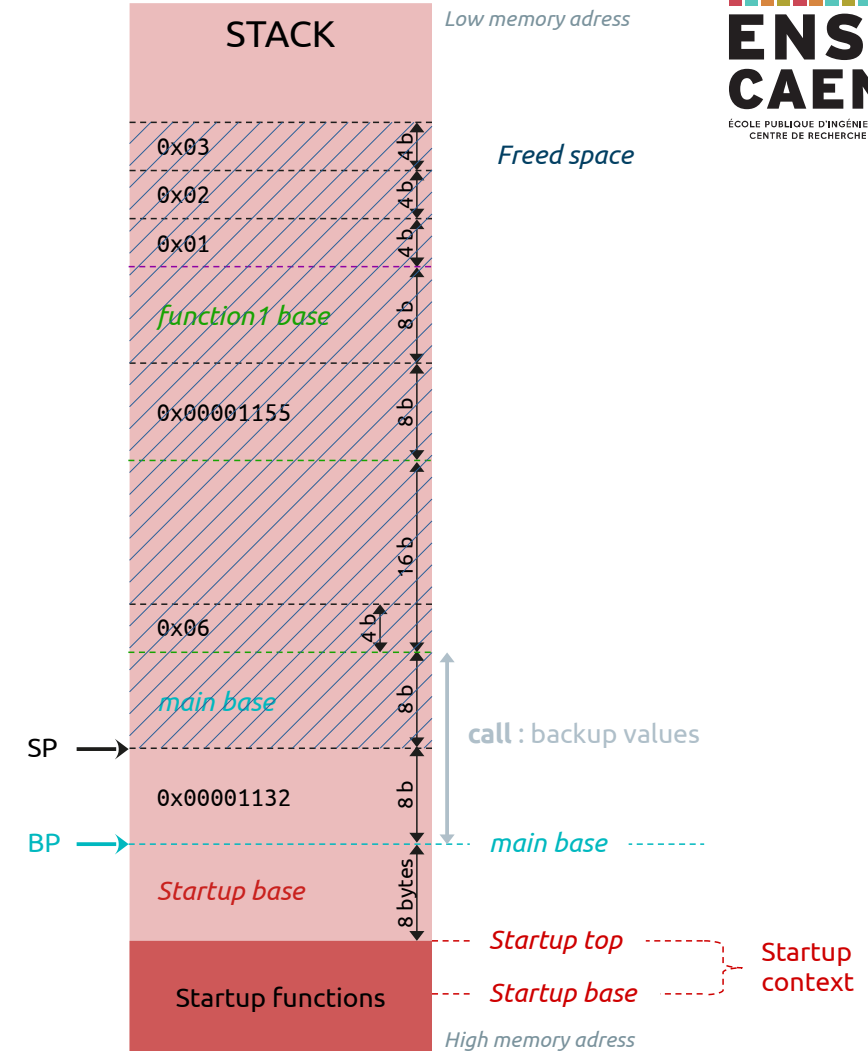 STACK
Low memory adress
ENS
CAEN
ÉCOLE PUBLIQUE D'INGÉNIE
CENTRE DE RECHERCHE
0x03
4 b
Freed space
0x02
4 b
0x01
4 b
function1 base
8 b
0x00001155
8 b
16 b
0x06
4 b
main base
8 b
call : backup values
SP
0x00001132
8 b
BP
main base
Startup base
8 bytes
Startup top
Startup
context
Startup functions
Startup base
High memory adress